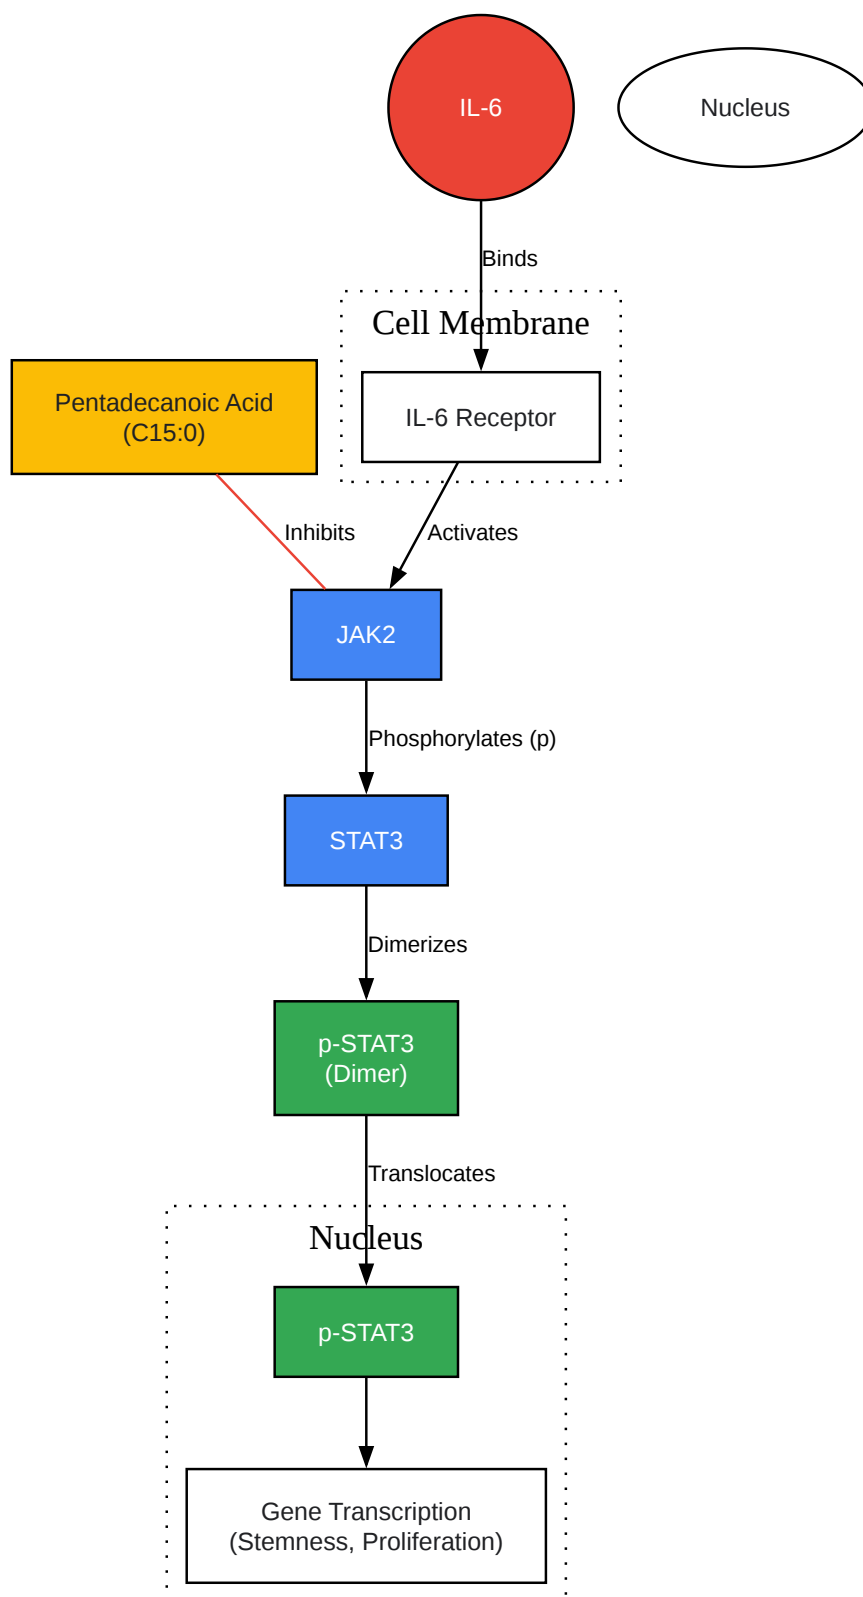 IL-6
Nucleus
Binds
Cell Membrane
Pentadecanoic Acid
(C15:0)
IL-6 Receptor
Inhibits
Activates
JAK2
Phosphorylates (p)
STAT3
Dimerizes
p-STAT3
(Dimer)
Translocates
Nucleus
p-STAT3
Gene Transcription
(Stemness, Proliferation)